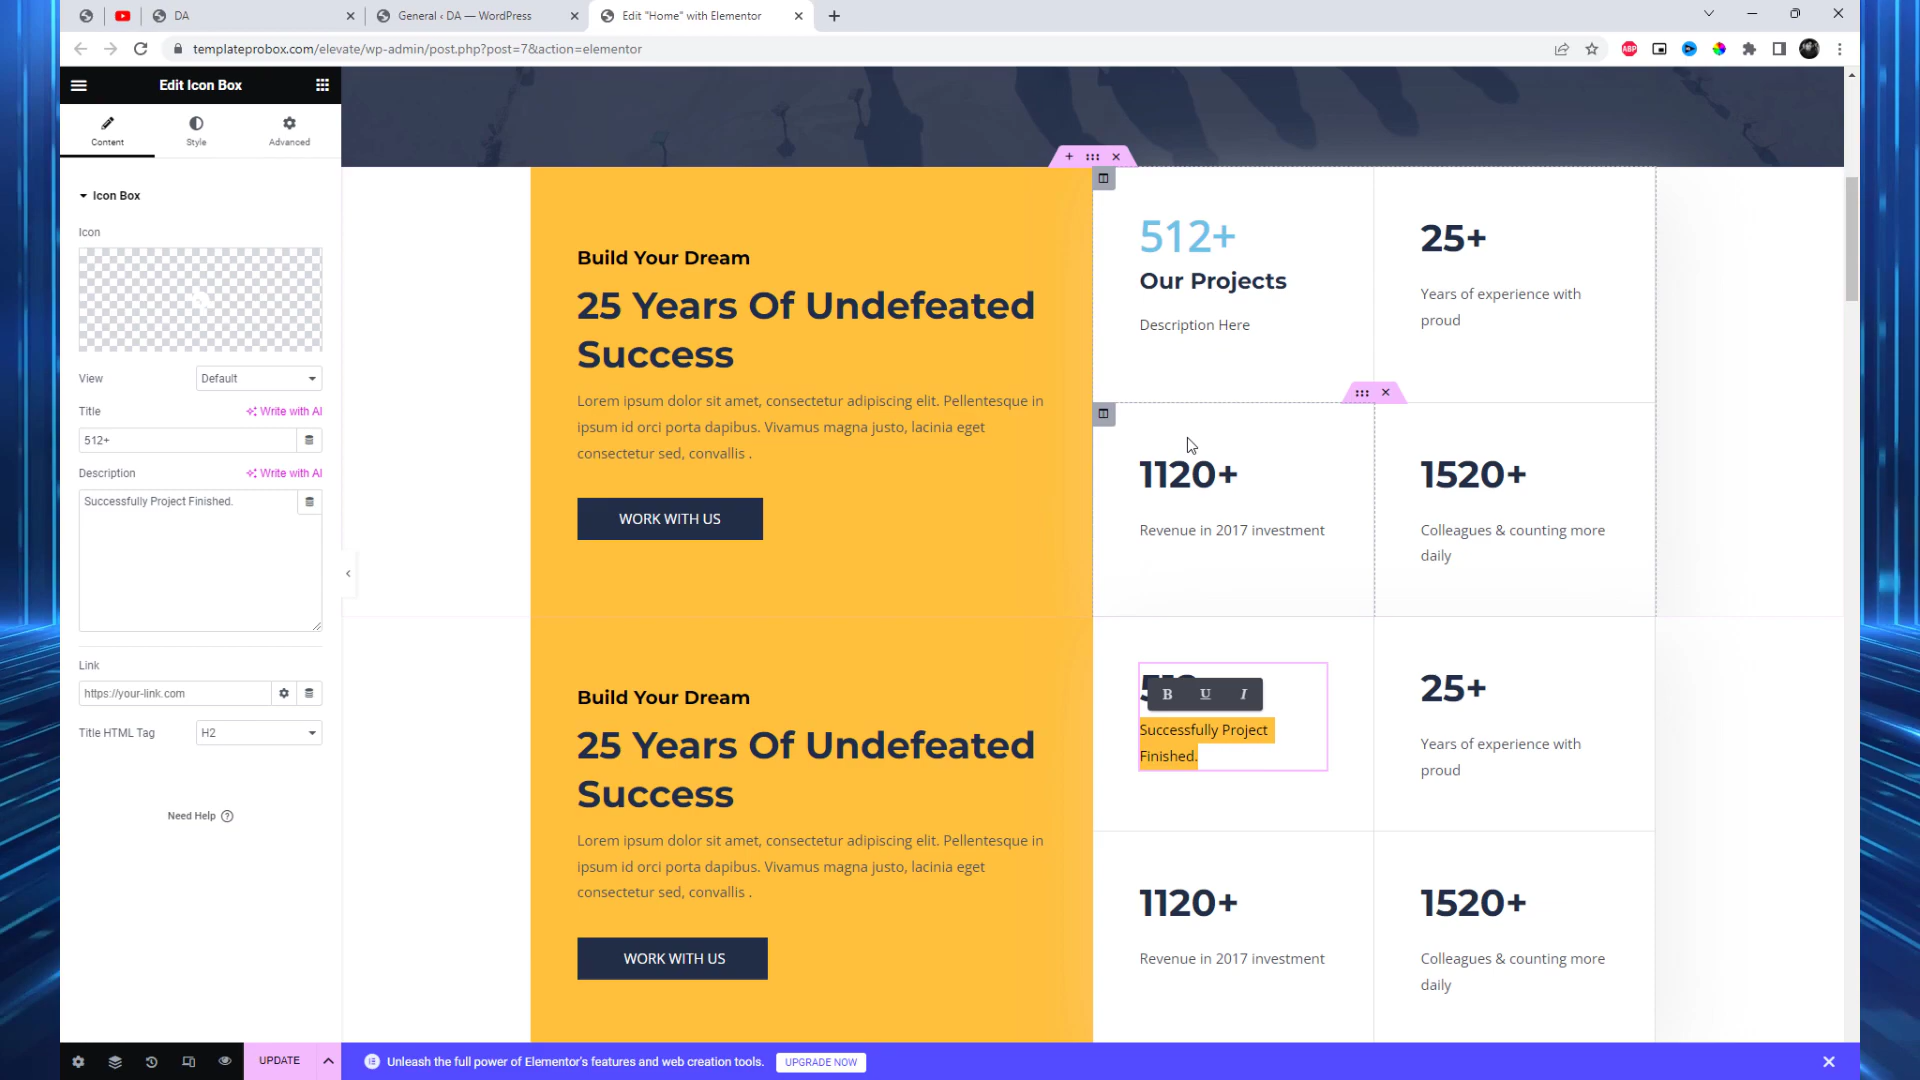 DA
General ‹ DA — WordPress
Edit "Home" with Elementor
templateprobox.com/elevate/wp-admin/post.php?post=7&action=elementor
ABP
Edit Icon Box
Content
Style
Advanced
Icon Box
Icon
View
Default
Title
Write with AI
512+
Description
Write with AI
Successfully Project Finished.
Link
https://your-link.com
Title HTML Tag
H2
Need Help
UPDATE
Build Your Dream
25 Years Of Undefeated
Success
Lorem ipsum dolor sit amet, consectetur adipiscing elit. Pellentesque in
ipsum id orci porta dapibus. Vivamus magna justo, lacinia eget
consectetur sed, convallis .
WORK WITH US
512+
Our Projects
Description Here
25+
Years of experience with
proud
1120+
Revenue in 2017 investment
1520+
Colleagues & counting more
daily
Build Your Dream
25 Years Of Undefeated
Success
Lorem ipsum dolor sit amet, consectetur adipiscing elit. Pellentesque in
ipsum id orci porta dapibus. Vivamus magna justo, lacinia eget
consectetur sed, convallis .
WORK WITH US
B U I
Successfully Project
Finished.
25+
Years of experience with
proud
1120+
Revenue in 2017 investment
1520+
Colleagues & counting more
daily
Unleash the full power of Elementor's features and web creation tools.
UPGRADE NOW